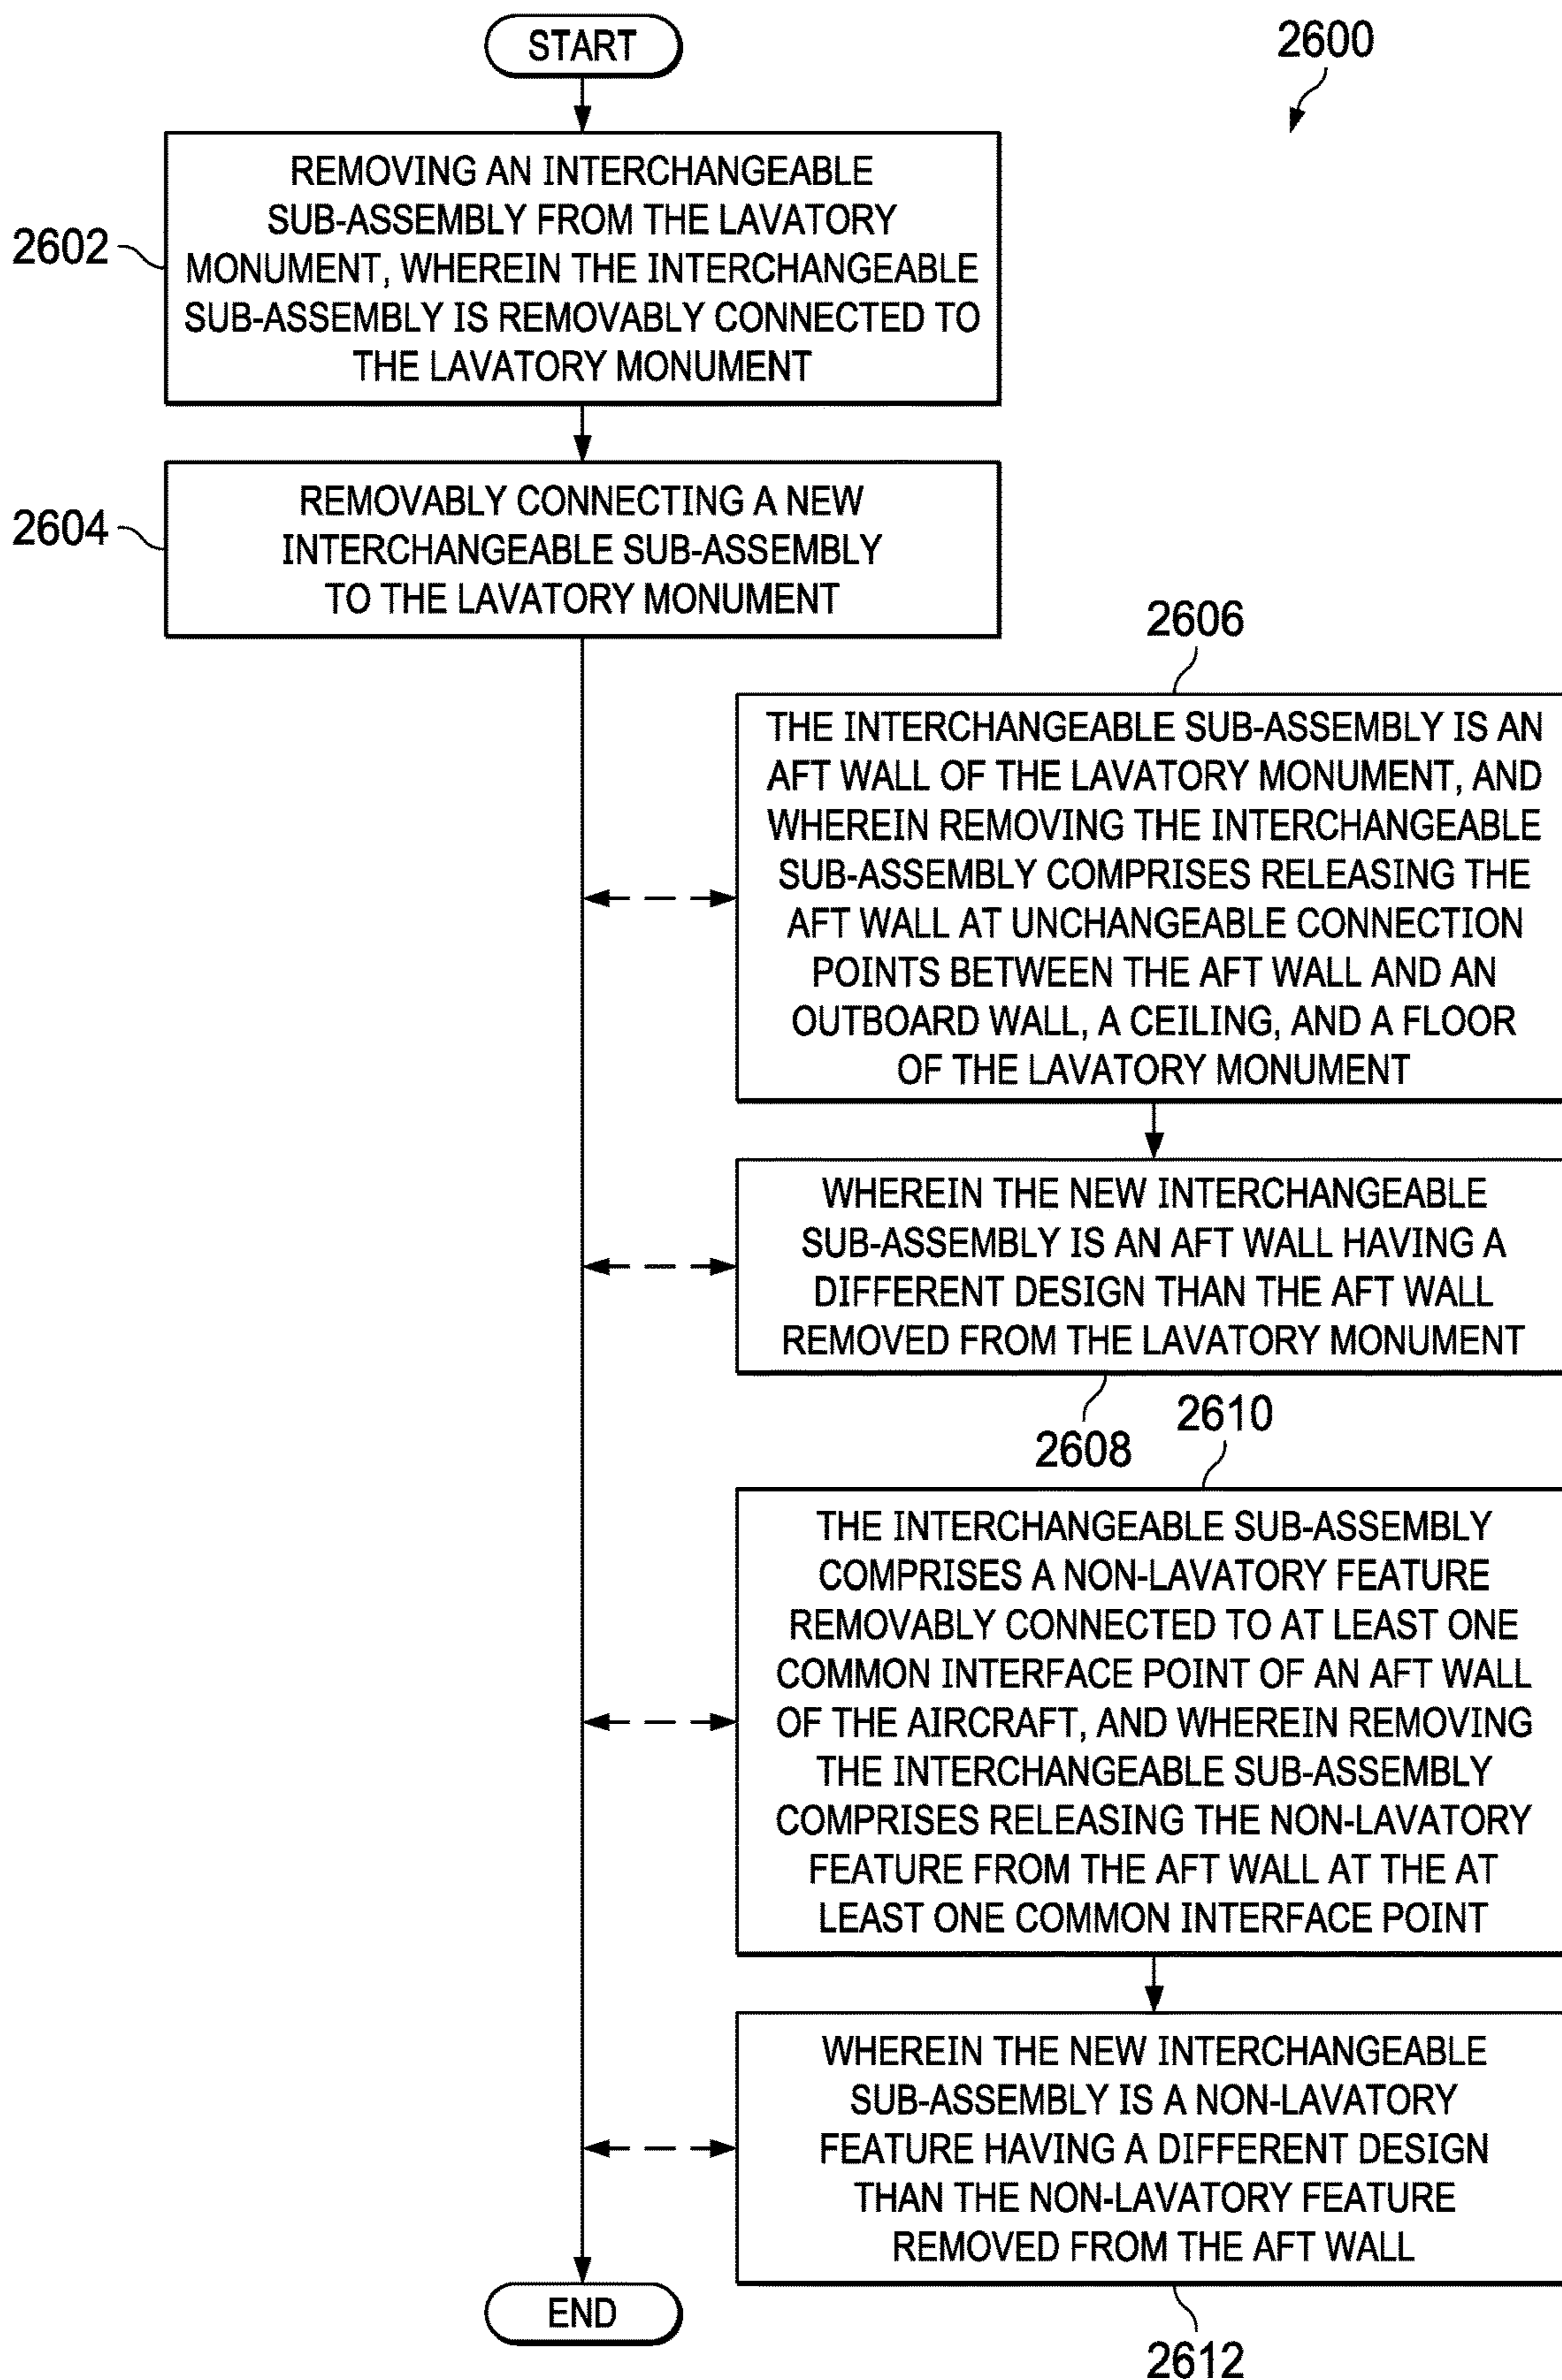 START
2600
2602
REMOVING AN INTERCHANGEABLE
SUB-ASSEMBLY FROM THE LAVATORY
MONUMENT, WHEREIN THE INTERCHANGEABLE
SUB-ASSEMBLY IS REMOVABLY CONNECTED TO
THE LAVATORY MONUMENT
2604
REMOVABLY CONNECTING A NEW
INTERCHANGEABLE SUB-ASSEMBLY
TO THE LAVATORY MONUMENT
2606
THE INTERCHANGEABLE SUB-ASSEMBLY IS AN
AFT WALL OF THE LAVATORY MONUMENT, AND
WHEREIN REMOVING THE INTERCHANGEABLE
SUB-ASSEMBLY COMPRISES RELEASING THE
AFT WALL AT UNCHANGEABLE CONNECTION
POINTS BETWEEN THE AFT WALL AND AN
OUTBOARD WALL, A CEILING, AND A FLOOR
OF THE LAVATORY MONUMENT
WHEREIN THE NEW INTERCHANGEABLE
SUB-ASSEMBLY IS AN AFT WALL HAVING A
DIFFERENT DESIGN THAN THE AFT WALL
REMOVED FROM THE LAVATORY MONUMENT
2608
2610
THE INTERCHANGEABLE SUB-ASSEMBLY
COMPRISES A NON-LAVATORY FEATURE
REMOVABLY CONNECTED TO AT LEAST ONE
COMMON INTERFACE POINT OF AN AFT WALL
OF THE AIRCRAFT, AND WHEREIN REMOVING
THE INTERCHANGEABLE SUB-ASSEMBLY
COMPRISES RELEASING THE NON-LAVATORY
FEATURE FROM THE AFT WALL AT THE AT
LEAST ONE COMMON INTERFACE POINT
WHEREIN THE NEW INTERCHANGEABLE
SUB-ASSEMBLY IS A NON-LAVATORY
FEATURE HAVING A DIFFERENT DESIGN
THAN THE NON-LAVATORY FEATURE
REMOVED FROM THE AFT WALL
END
2612